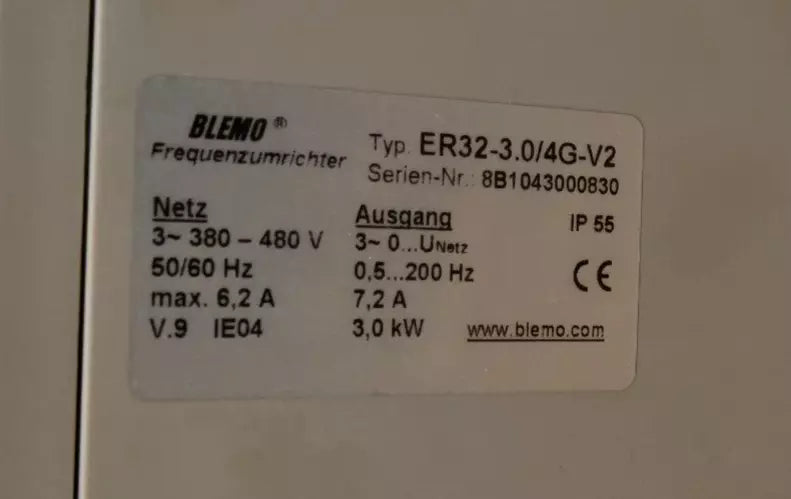 BLEMO ®
Frequenzumrichter
Typ. ER32-3.0/4G-V2
Serien-Nr.: 8B1043000830
Netz
3~ 380 – 480 V
50/60 Hz
max. 6,2 A
V.9 IE04
Ausgang
3~ 0...UNetz
0,5...200 Hz
7,2 A
3,0 kW
IP 55
CE
www.blemo.com